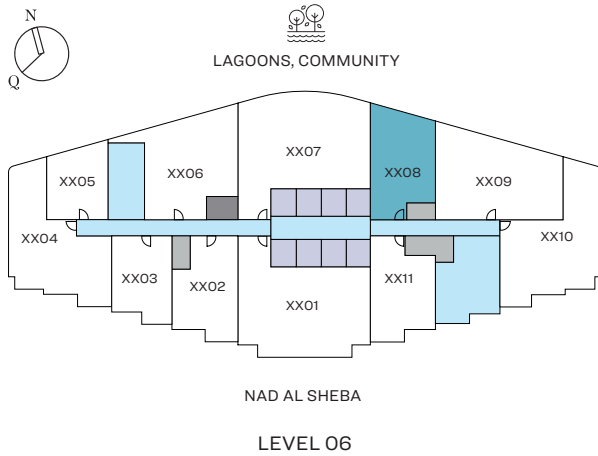 N
Q
LAGOONS, COMMUNITY
XX07
XX06
XX08
XX05
XX09
XX04
XX10
XX03
XX02
XX11
XX01
NAD AL SHEBA
LEVEL 06